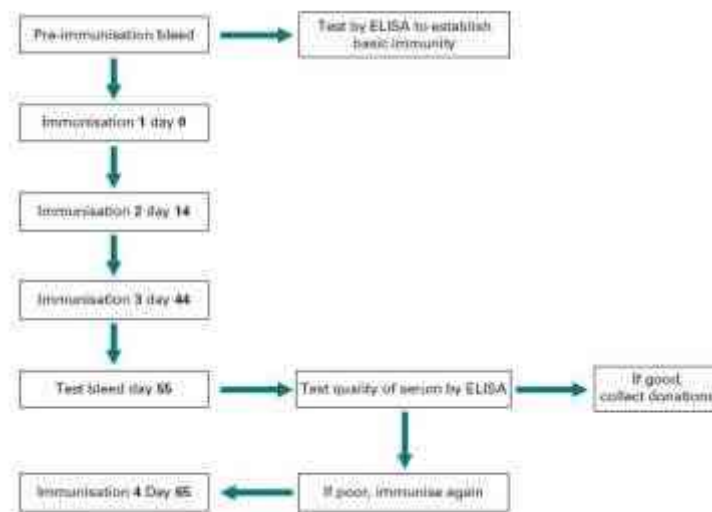 Pre-immunisation bleed
Test by ELISA to establish
basic immunity
Immunisation 1 day 0
Immunisation 2 day 14
Immunisation 3 day 44
Test bleed day 55
Test quality of serum by ELISA
If good,
collect donations
Immunisation 4 Day 65
If poor, immunise again